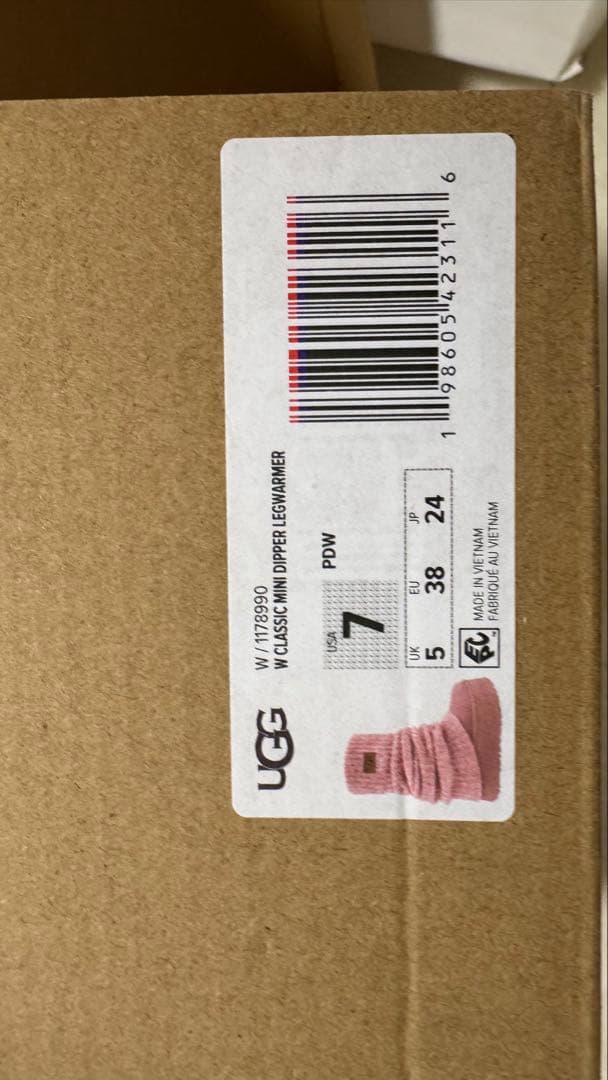 UGG
W / 1178990
W CLASSIC MINI DIPPER LEGWARMER
USA
7
PDW
UK EU JP
5 38 24
MADE IN VIETNAM
FABRIQUÉ AU VIETNAM
1 98605 42311 6